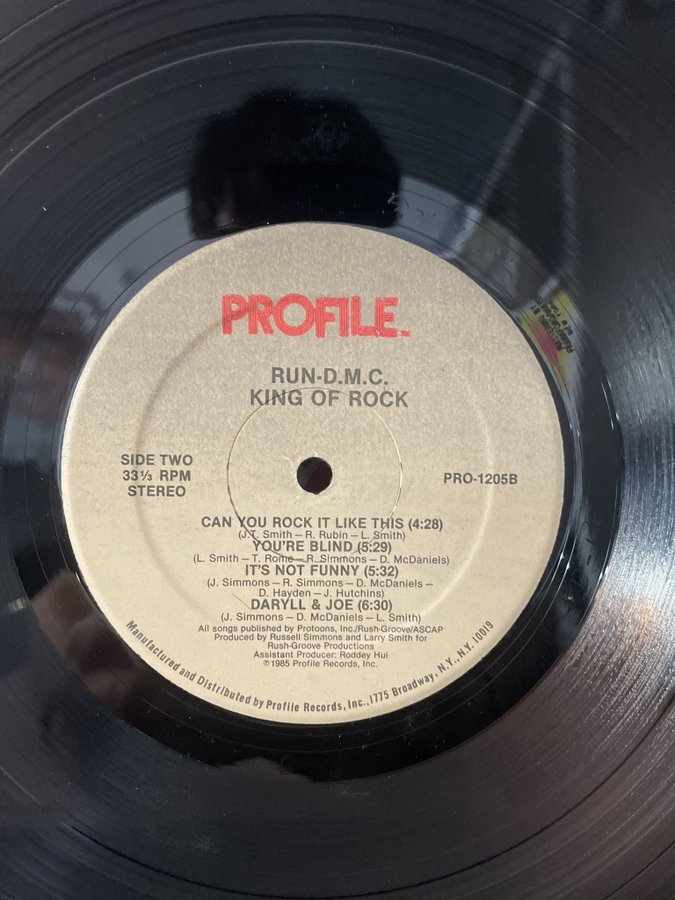 PROFILE™
RUN-D.M.C.
KING OF ROCK
SIDE TWO
33⅓ RPM
STEREO
PRO-1205B
CAN YOU ROCK IT LIKE THIS (4:28)
(J.T. Smith — R. Rubin — L. Smith)
YOU'RE BLIND (5:29)
(L. Smith — T. Rome — R. Simmons — D. McDaniels)
IT'S NOT FUNNY (5:32)
(J. Simmons — R. Simmons — D. McDaniels —
D. Hayden — J. Hutchins)
DARYLL & JOE (6:30)
(J. Simmons — D. McDaniels — L. Smith)
All songs published by Protoons, Inc./Rush-Groove/ASCAP
Produced by Russell Simmons and Larry Smith for
Rush-Groove Productions
Assistant Producer: Roddey Hui
℗1985 Profile Records, Inc.
Manufactured and Distributed by Profile Records, Inc., 1775 Broadway, N.Y., N.Y. 10019